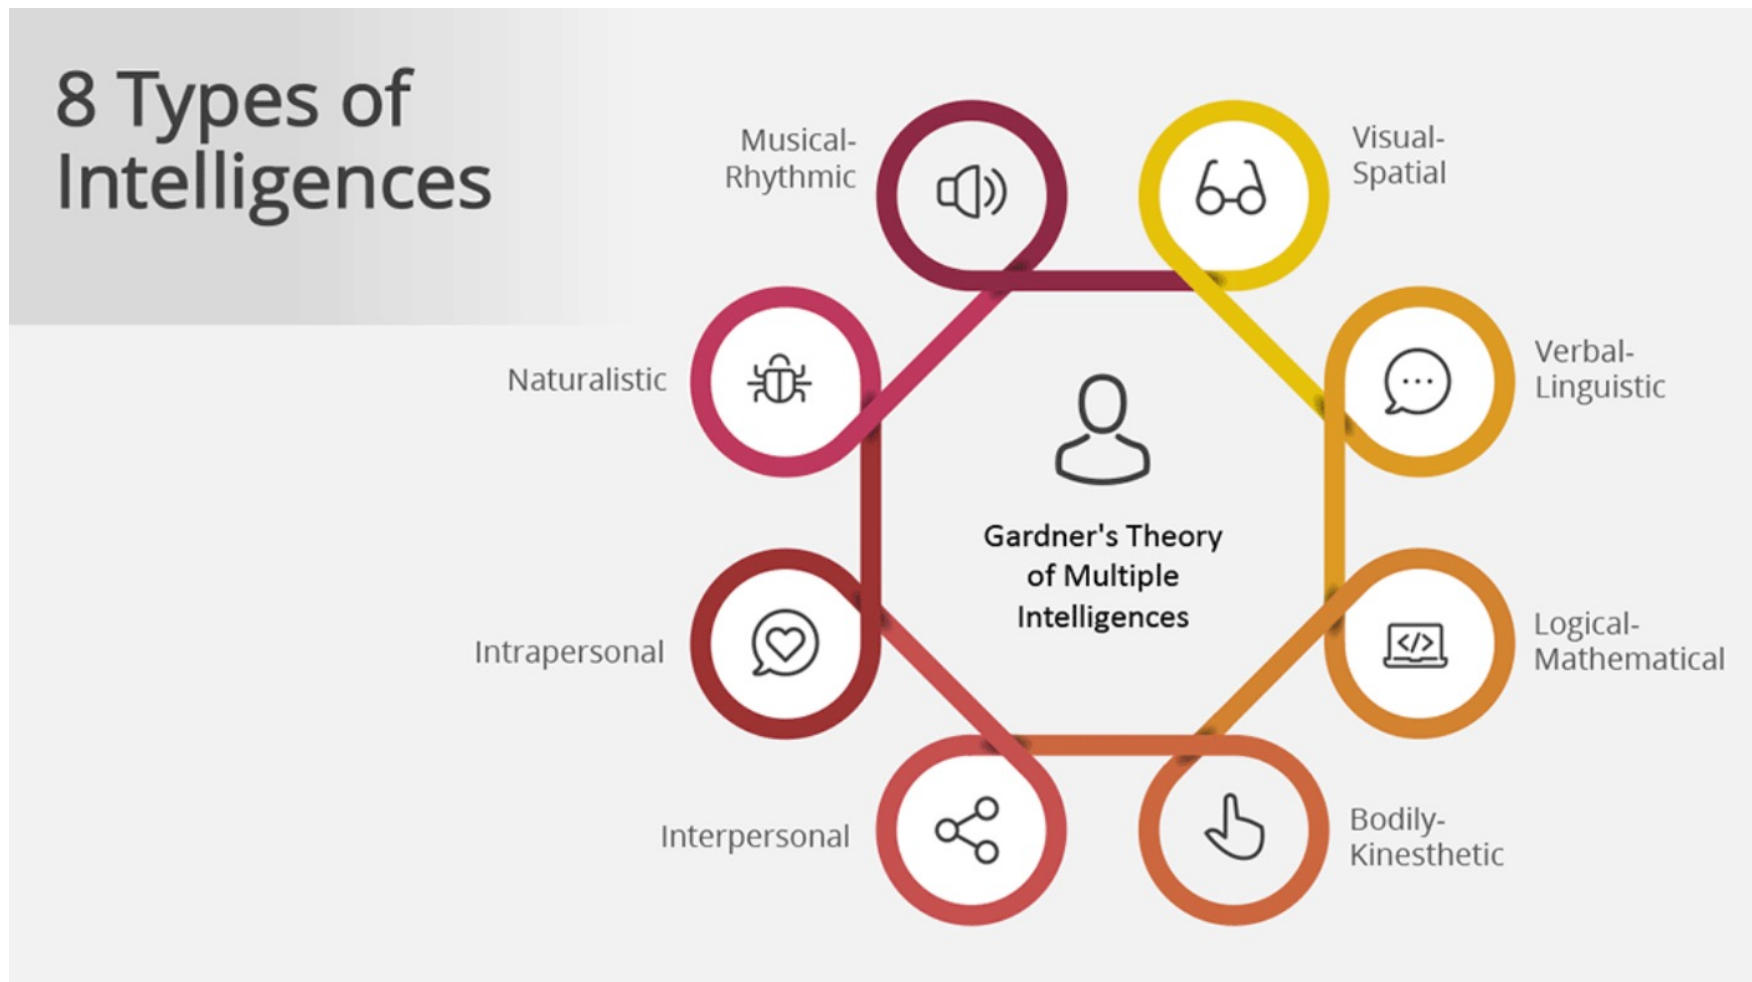 8 Types of
Intelligences
Musical-
Rhythmic
Visual-
Spatial
Naturalistic
Verbal-
Linguistic
Gardner's Theory
of Multiple
Intelligences
Intrapersonal
Logical-
Mathematical
Interpersonal
Bodily-
Kinesthetic